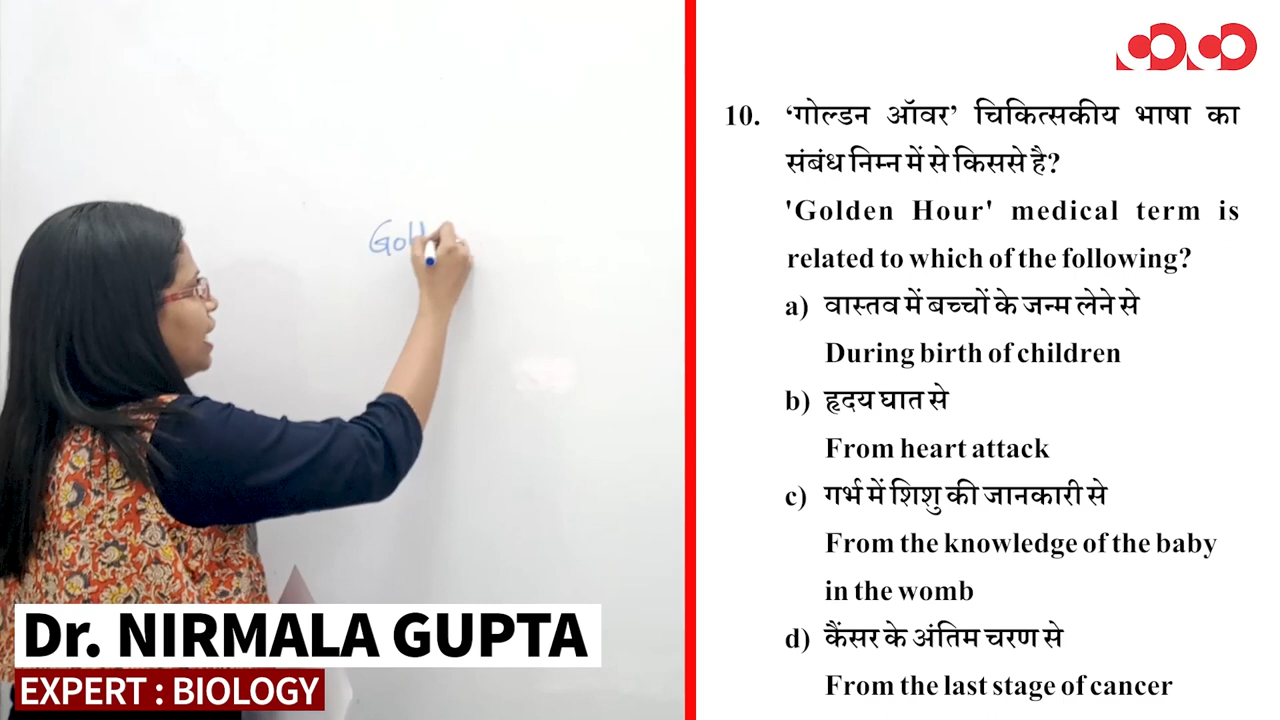 10. ‘गोल्डन ऑवर’ चिकित्सकीय भाषा का
संबंध निम्न में से किससे है?
'Golden Hour' medical term is
related to which of the following?
a) वास्तव में बच्चों के जन्म लेने से
During birth of children
b) हृदय घात से
From heart attack
c) गर्भ में शिशु की जानकारी से
From the knowledge of the baby
in the womb
d) कैंसर के अंतिम चरण से
From the last stage of cancer
Dr. NIRMALA GUPTA
EXPERT : BIOLOGY